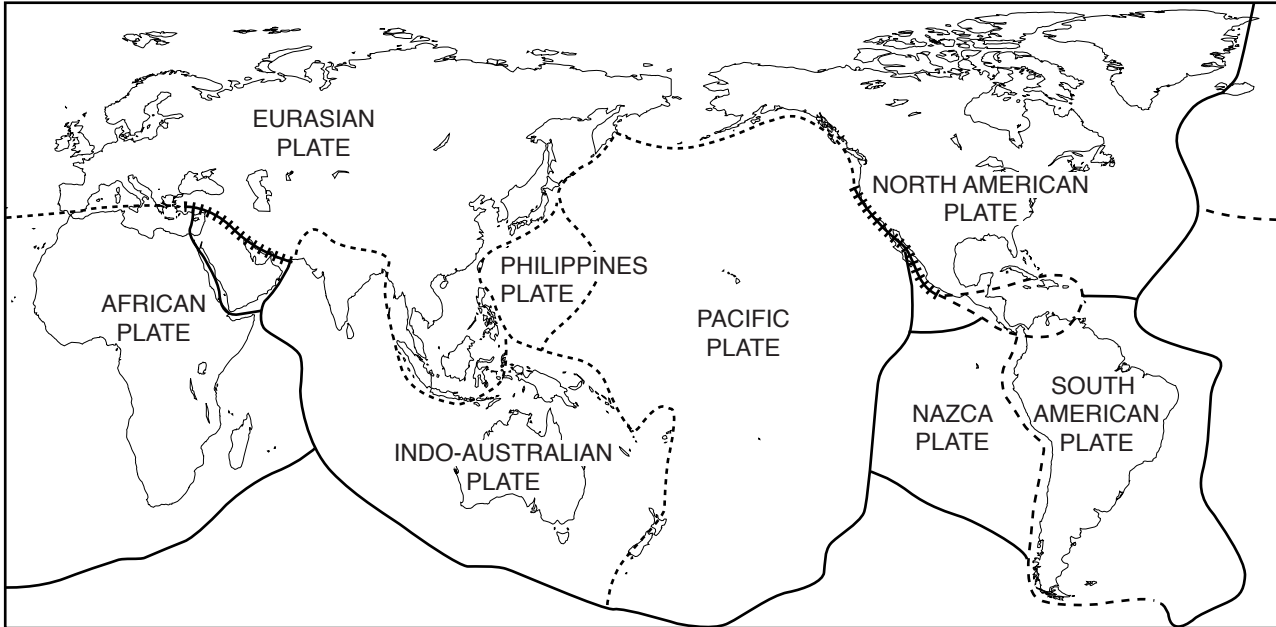 EURASIAN
PLATE
NORTH AMERICAN
PLATE
PHILIPPINES
PLATE
AFRICAN
PLATE
PACIFIC
PLATE
SOUTH
AMERICAN
PLATE
NAZCA
PLATE
INDO-AUSTRALIAN
PLATE